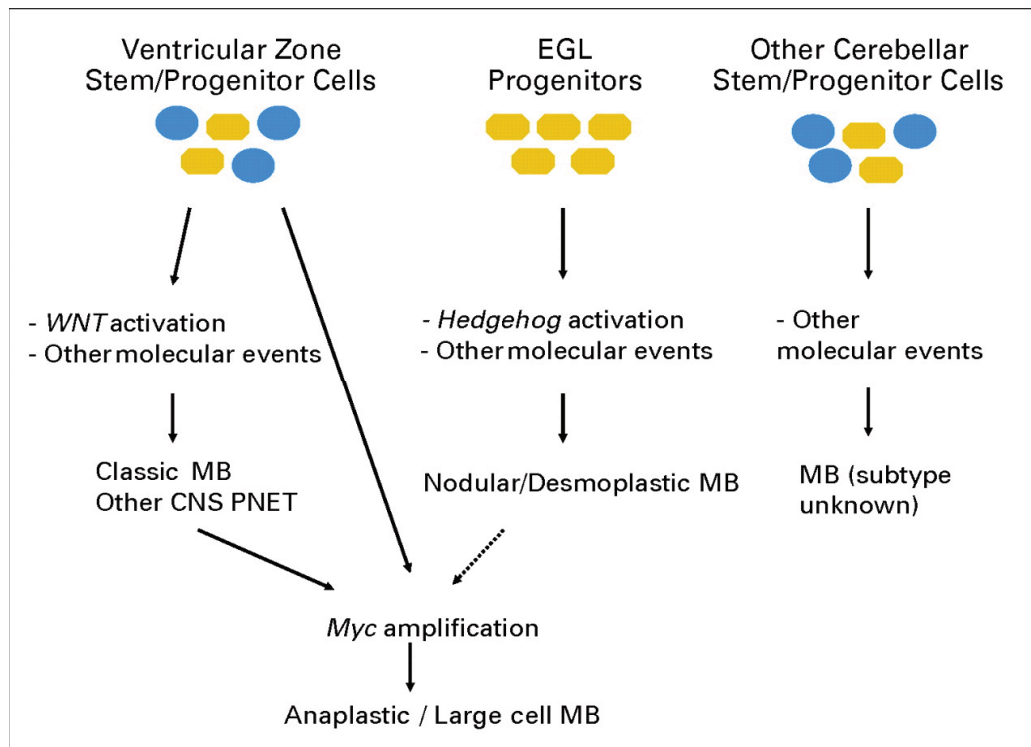 Ventricular Zone
Stem/Progenitor Cells
EGL
Progenitors
Other Cerebellar
Stem/Progenitor Cells
- WNT activation
- Other molecular events
- Hedgehog activation
- Other molecular events
- Other
molecular events
Classic MB
Other CNS PNET
Nodular/Desmoplastic MB
MB (subtype
unknown)
Myc amplification
Anaplastic / Large cell MB